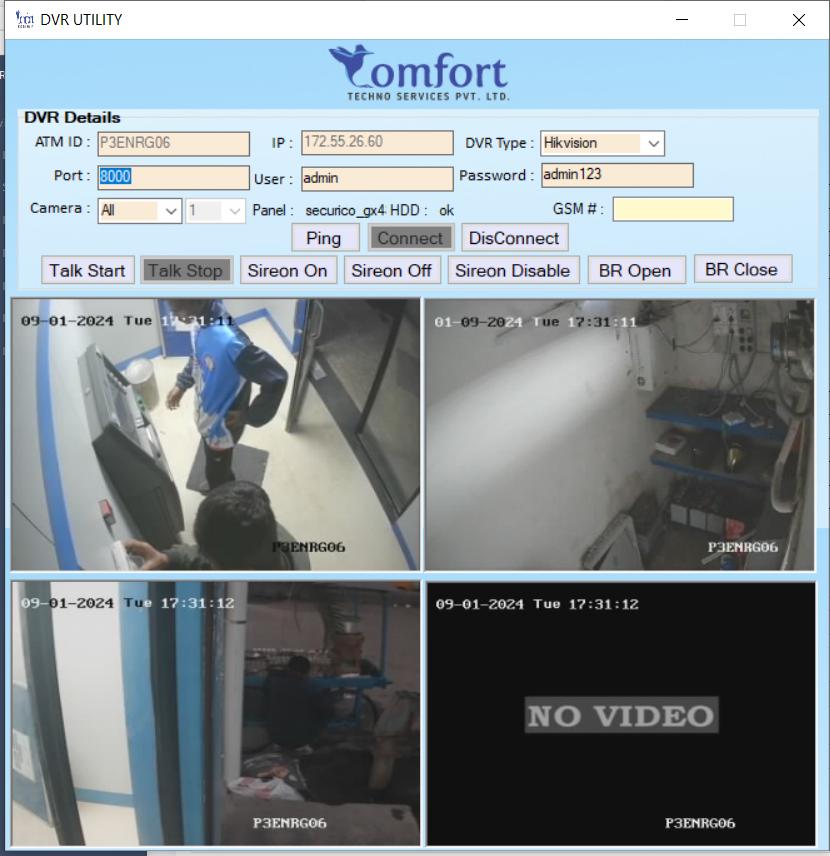 DVR UTILITY
Comfort
TECHNO SERVICES PVT. LTD.
DVR Details
ATM ID : P3ENRG06 IP : 172.55.26.60 DVR Type : Hikvision
Port : 8000 User : admin Password : admin123
Camera : All 1 Panel : securico_gx4 HDD : ok GSM # :
Ping Connect DisConnect
Talk Start Talk Stop Sireon On Sireon Off Sireon Disable BR Open BR Close
09-01-2024 Tue 17:31:11
P3ENRG06
01-09-2024 Tue 17:31:11
P3ENRG06
09-01-2024 Tue 17:31:12
P3ENRG06
09-01-2024 Tue 17:31:12
NO VIDEO
P3ENRG06